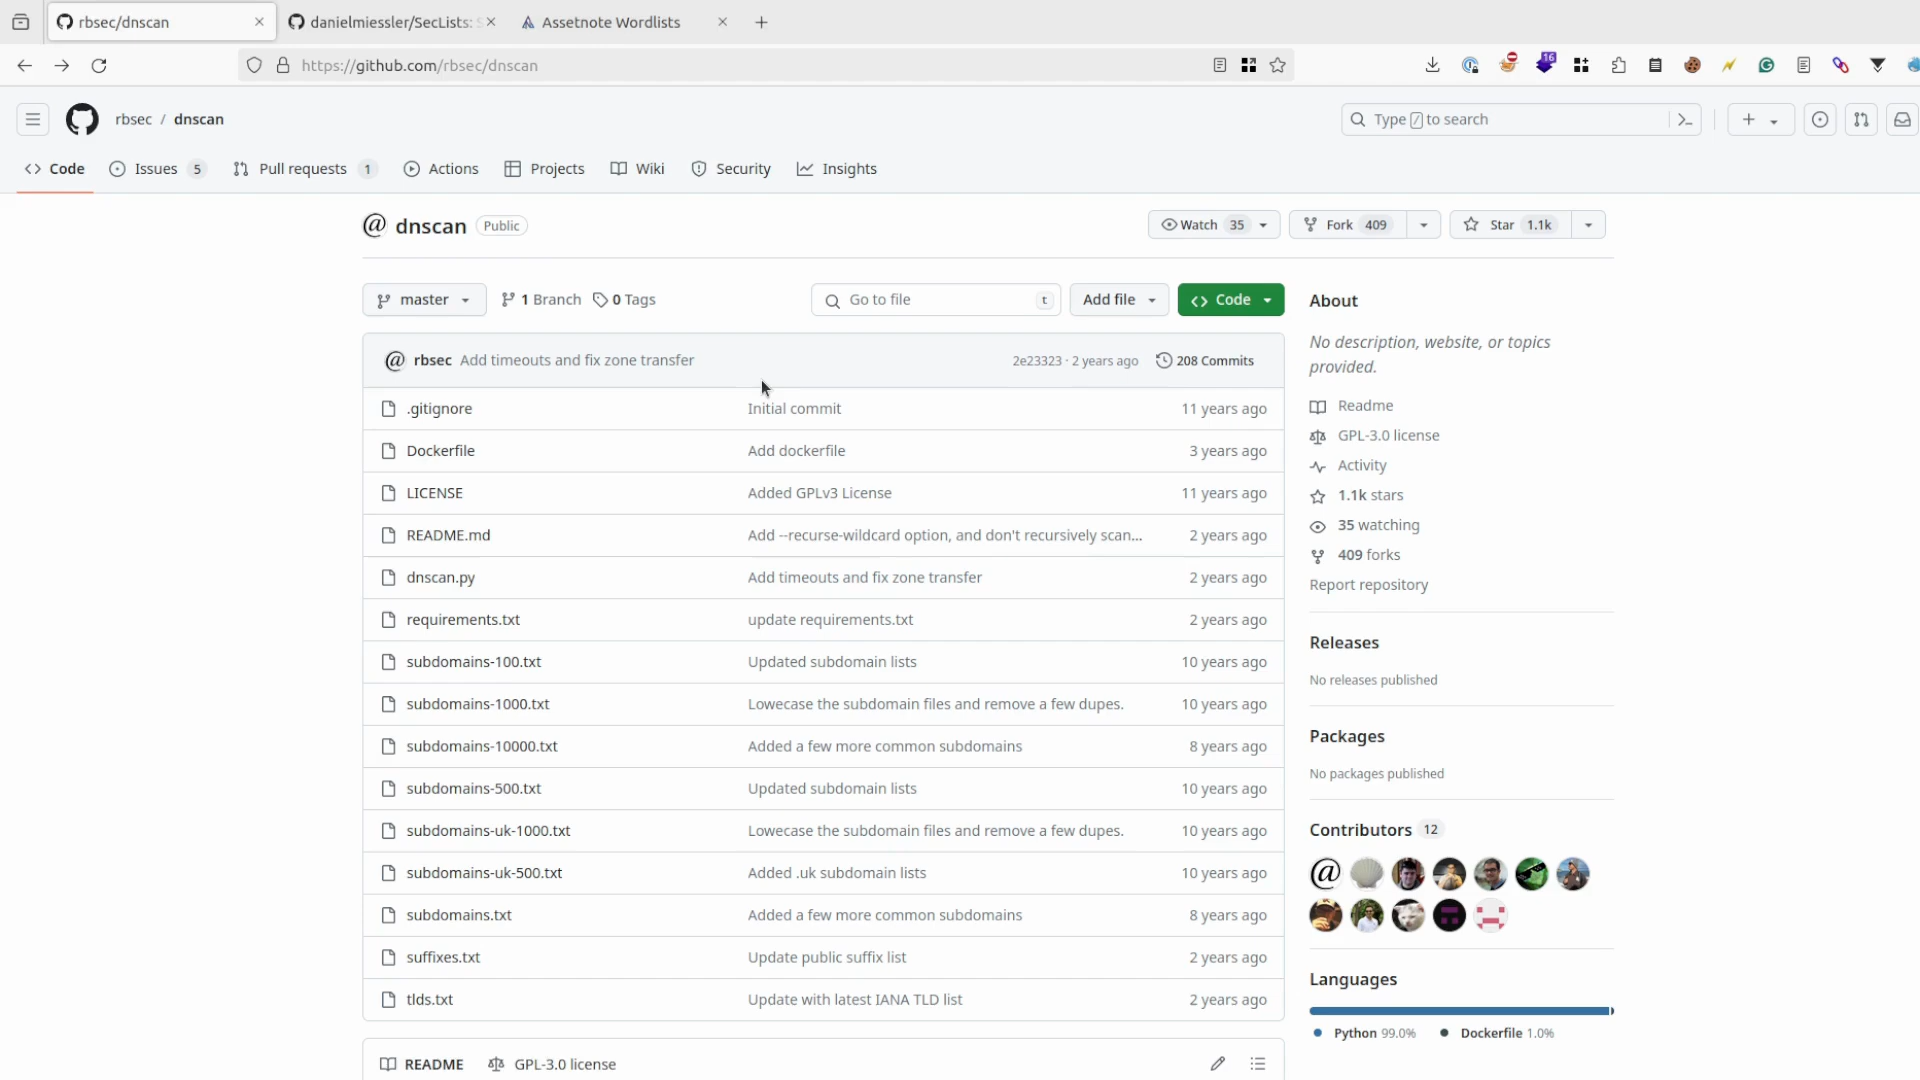 rbsec/dnscan
danielmiessler/SecLists: S
Assetnote Wordlists
https://github.com/rbsec/dnscan
16
rbsec / dnscan
Type / to search
Code
Issues 5
Pull requests 1
Actions
Projects
Wiki
Security
Insights
@ dnscan Public
Watch 35
Fork 409
Star 1.1k
master
1 Branch
0 Tags
Go to file t
Add file
Code
@ rbsec Add timeouts and fix zone transfer 2e23323 · 2 years ago 208 Commits
.gitignore Initial commit 11 years ago
Dockerfile Add dockerfile 3 years ago
LICENSE Added GPLv3 License 11 years ago
README.md Add --recurse-wildcard option, and don't recursively scan... 2 years ago
dnscan.py Add timeouts and fix zone transfer 2 years ago
requirements.txt update requirements.txt 2 years ago
subdomains-100.txt Updated subdomain lists 10 years ago
subdomains-1000.txt Lowecase the subdomain files and remove a few dupes. 10 years ago
subdomains-10000.txt Added a few more common subdomains 8 years ago
subdomains-500.txt Updated subdomain lists 10 years ago
subdomains-uk-1000.txt Lowecase the subdomain files and remove a few dupes. 10 years ago
subdomains-uk-500.txt Added .uk subdomain lists 10 years ago
subdomains.txt Added a few more common subdomains 8 years ago
suffixes.txt Update public suffix list 2 years ago
tlds.txt Update with latest IANA TLD list 2 years ago
README
GPL-3.0 license
About
No description, website, or topics
provided.
Readme
GPL-3.0 license
Activity
1.1k stars
35 watching
409 forks
Report repository
Releases
No releases published
Packages
No packages published
Contributors 12
@
Languages
Python 99.0% Dockerfile 1.0%